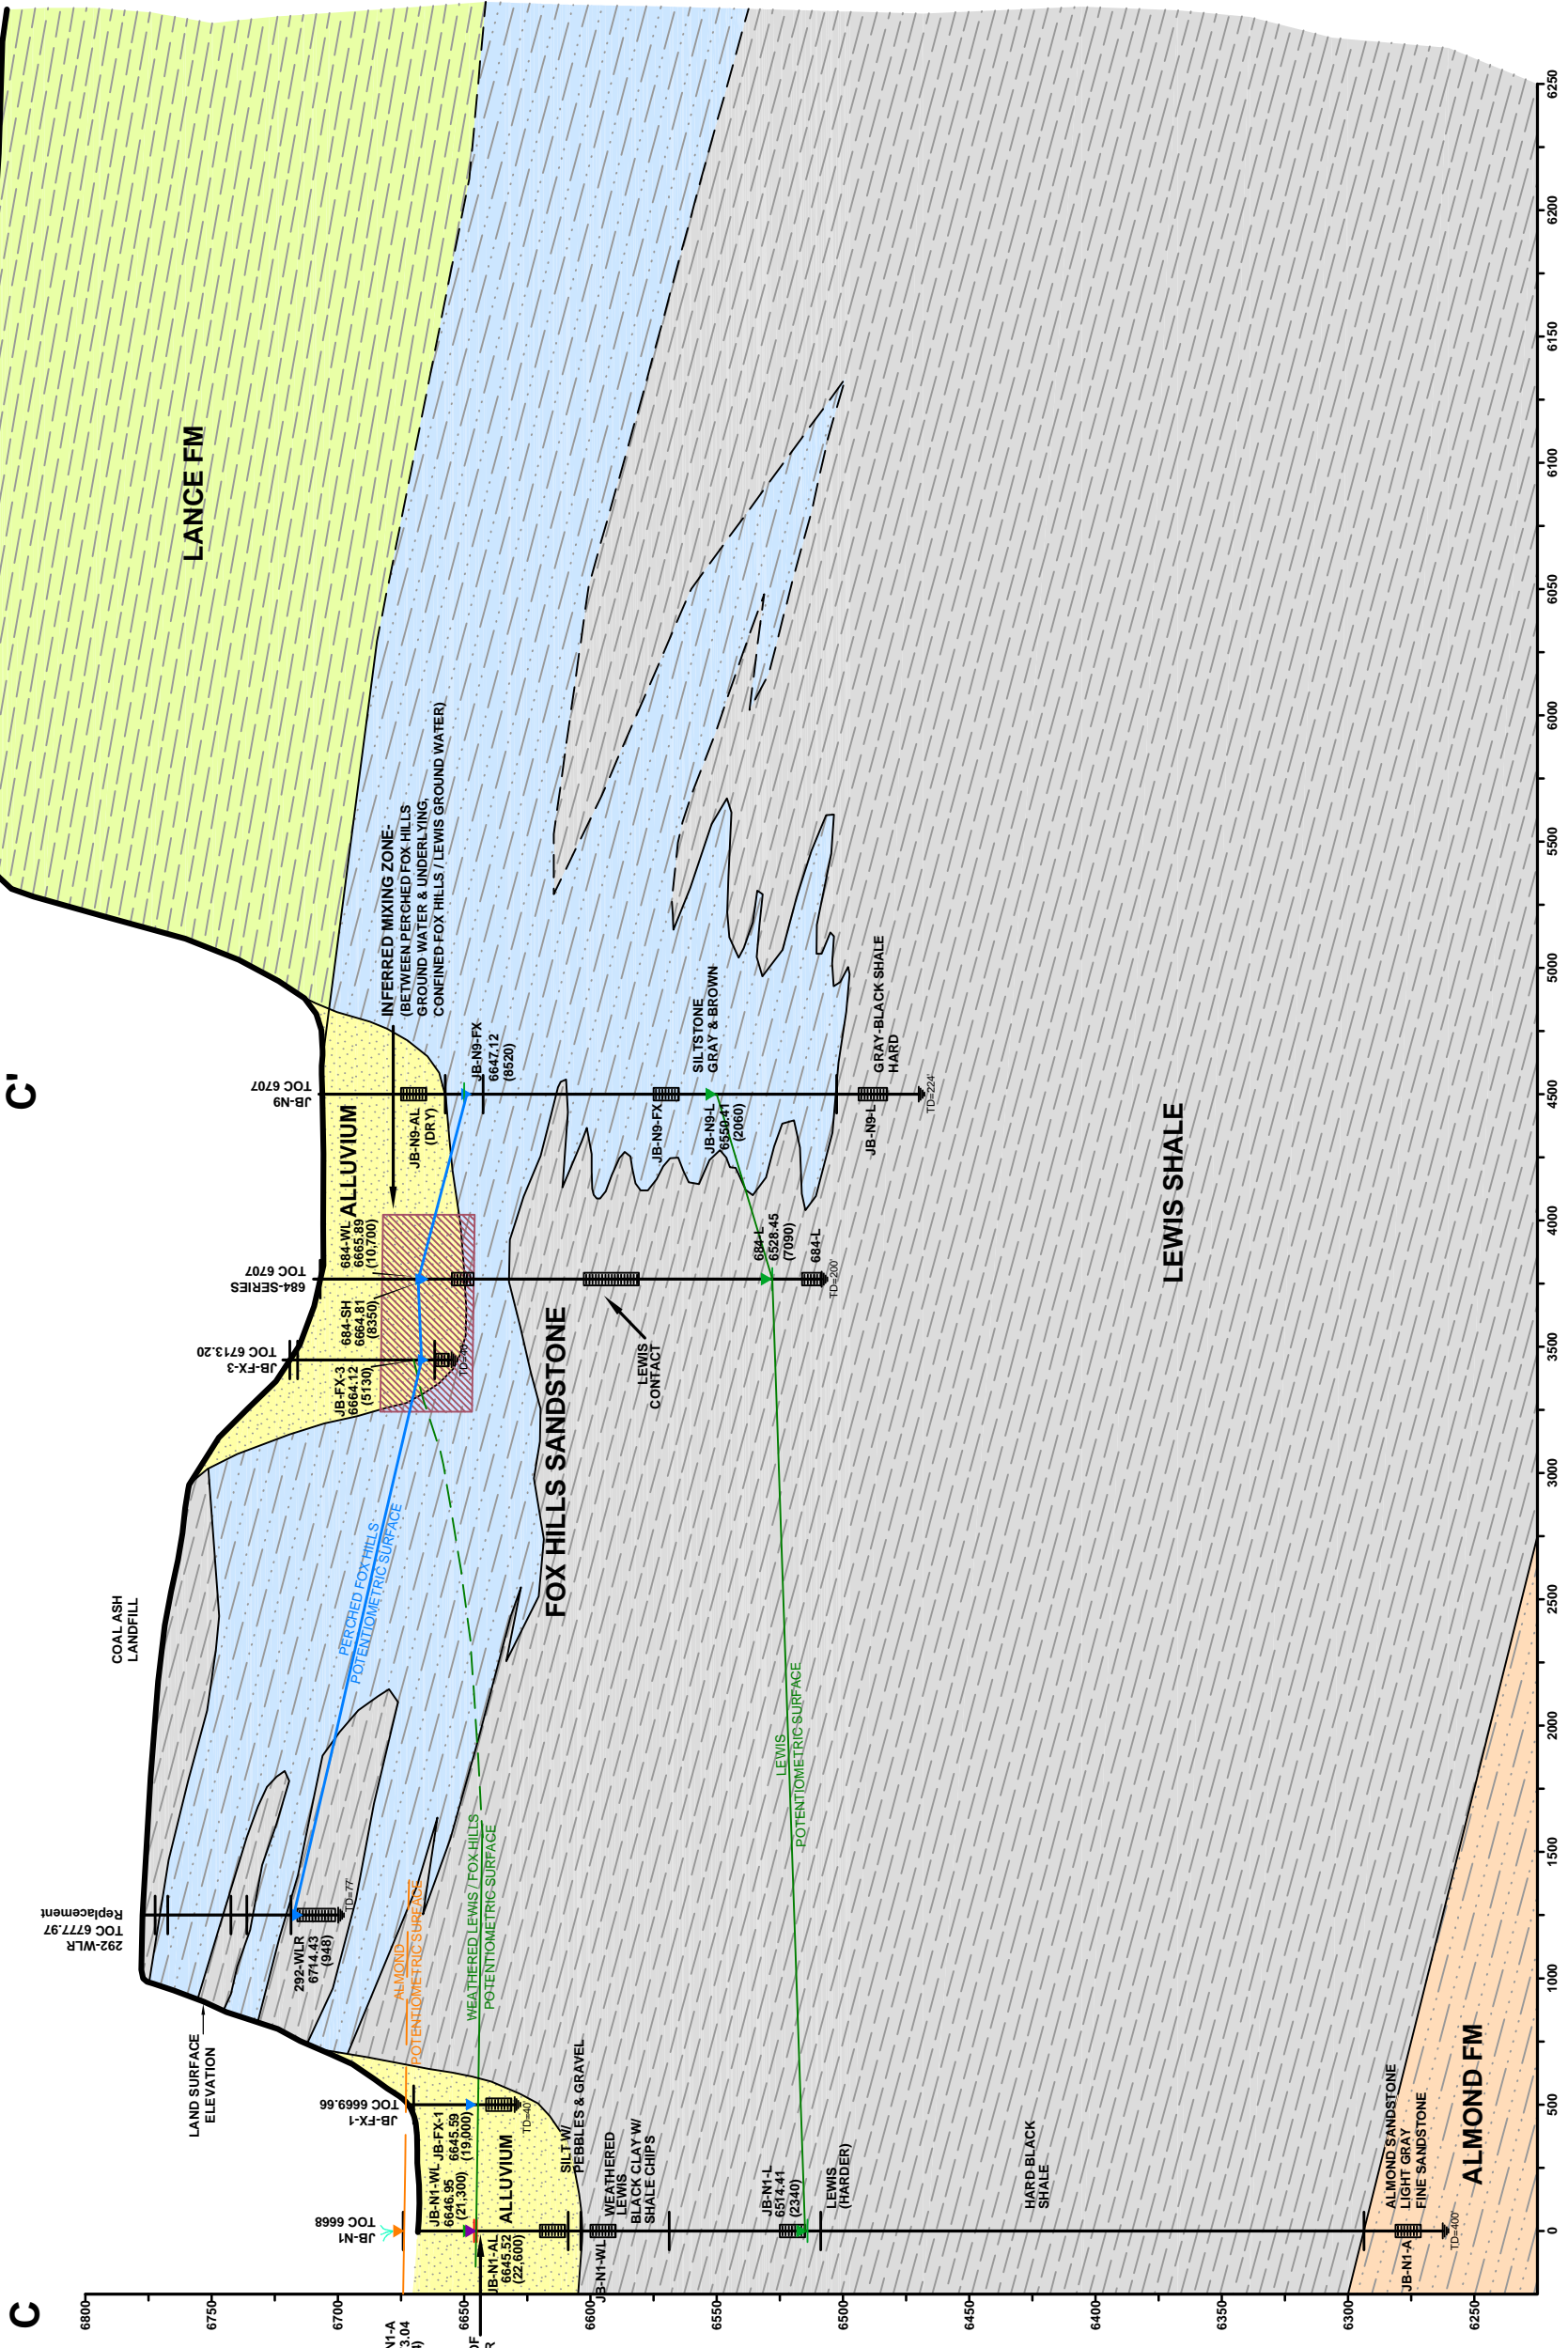 C
C'
292-WLR
TOC 6777.97
Replacement
COAL ASH
LANDFILL
LAND SURFACE
ELEVATION
LANCE FM
JB-N1
TOC 6668
JB-FX-1
TOC 6669.66
JB-FX-3
TOC 6713.20
684-SERIES
TOC 6707
JB-N9
TOC 6707
292-WLR
6714.43
(948)
TD=77'
PERCHED FOX HILLS
POTENTIOMETRIC SURFACE
ALMOND
POTENTIOMETRIC SURFACE
WEATHERED LEWIS / FOX HILLS
POTENTIOMETRIC SURFACE
JB-FX-3
6664.12
(5130)
TD=40'
684-SH
6664.81
(8350)
684-WL
6665.89
(10,700)
ALLUVIUM
JB-N9-AL
(DRY)
INFERRED MIXING ZONE-
(BETWEEN PERCHED FOX HILLS
GROUND WATER & UNDERLYING,
CONFINED FOX HILLS / LEWIS GROUND WATER)
JB-N9-FX
6647.12
(8520)
JB-N1-WL
6646.95
(21,300)
JB-FX-1
6645.59
(19,000)
JB-N1-AL
6645.52
(22,600)
ALLUVIUM
TD=40'
SILT W/
PEBBLES & GRAVEL
JB-N1-WL
WEATHERED
LEWIS
BLACK CLAY W/
SHALE CHIPS
FOX HILLS SANDSTONE
LEWIS
CONTACT
JB-N9-FX
JB-N9-L
6550.41
(2060)
SILTSTONE
GRAY & BROWN
JB-N1-L
6514.41
(2340)
LEWIS
(HARDER)
LEWIS
POTENTIOMETRIC SURFACE
684-L
6528.45
(7090)
684-L
TD=200'
JB-N9-L
GRAY-BLACK SHALE
HARD
TD=224'
HARD BLACK
SHALE
LEWIS SHALE
JB-N1-A
ALMOND SANDSTONE
LIGHT GRAY
FINE SANDSTONE
TD=400'
ALMOND FM
6800
6750
6700
6650
6600
6550
6500
6450
6400
6350
6300
6250
0
500
1000
1500
2000
2500
3000
3500
4000
4500
5000
5500
6000
6050
6100
6150
6200
6250